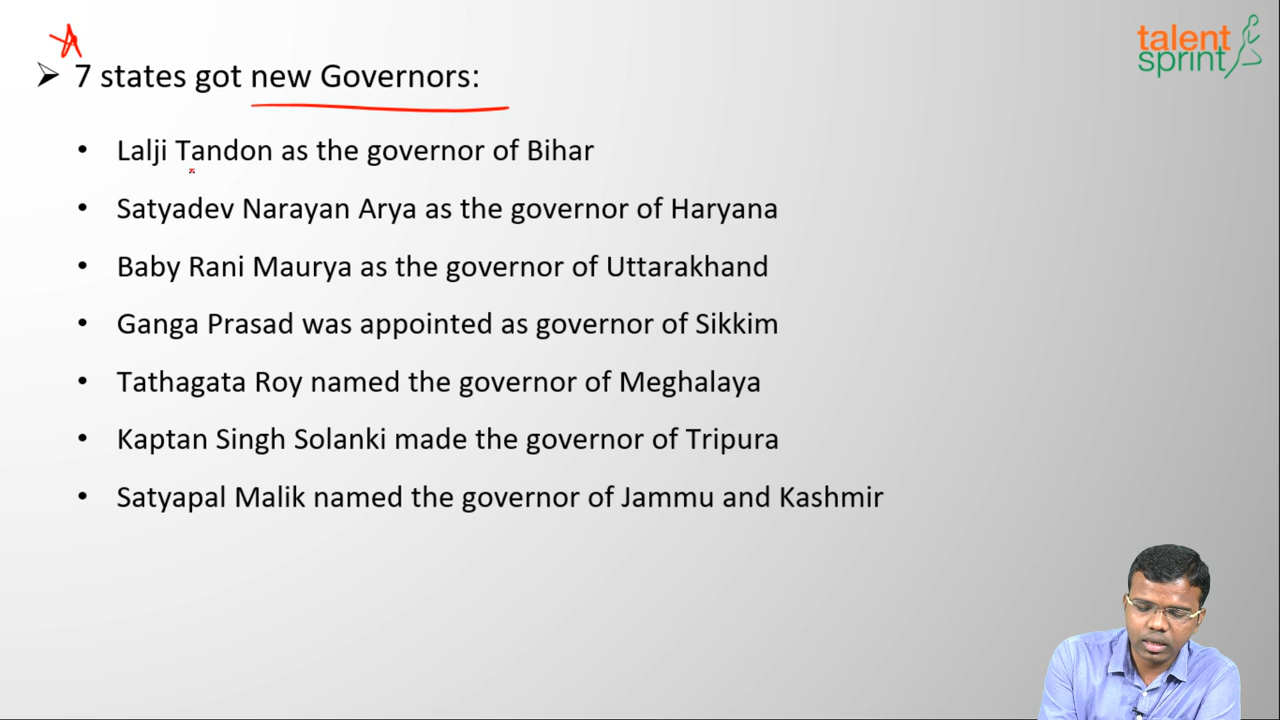 talent
sprint
➤ 7 states got new Governors:
• Lalji Tandon as the governor of Bihar
• Satyadev Narayan Arya as the governor of Haryana
• Baby Rani Maurya as the governor of Uttarakhand
• Ganga Prasad was appointed as governor of Sikkim
• Tathagata Roy named the governor of Meghalaya
• Kaptan Singh Solanki made the governor of Tripura
• Satyapal Malik named the governor of Jammu and Kashmir